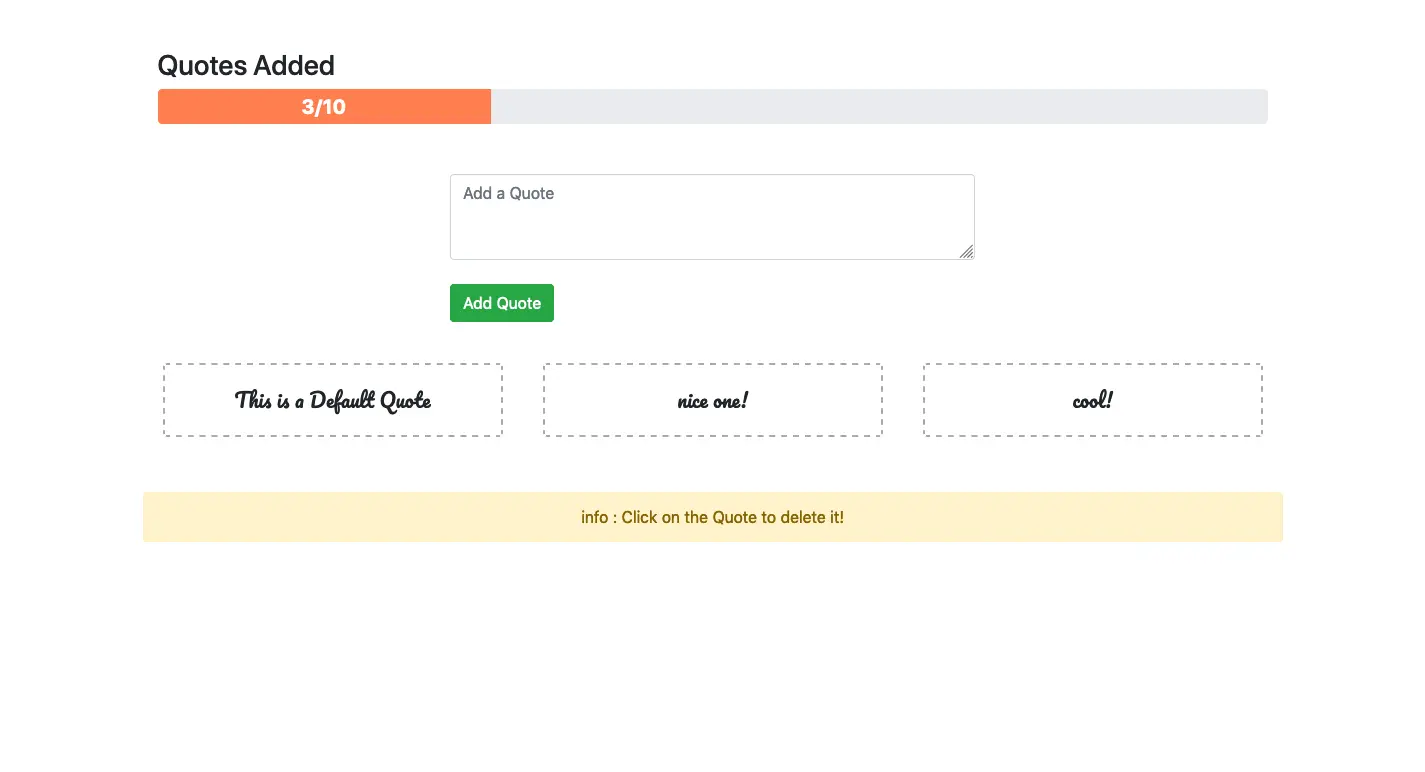 Quotes Added
3/10
Add a Quote
Add Quote
This is a Default Quote
nice one!
cool!
info : Click on the Quote to delete it!